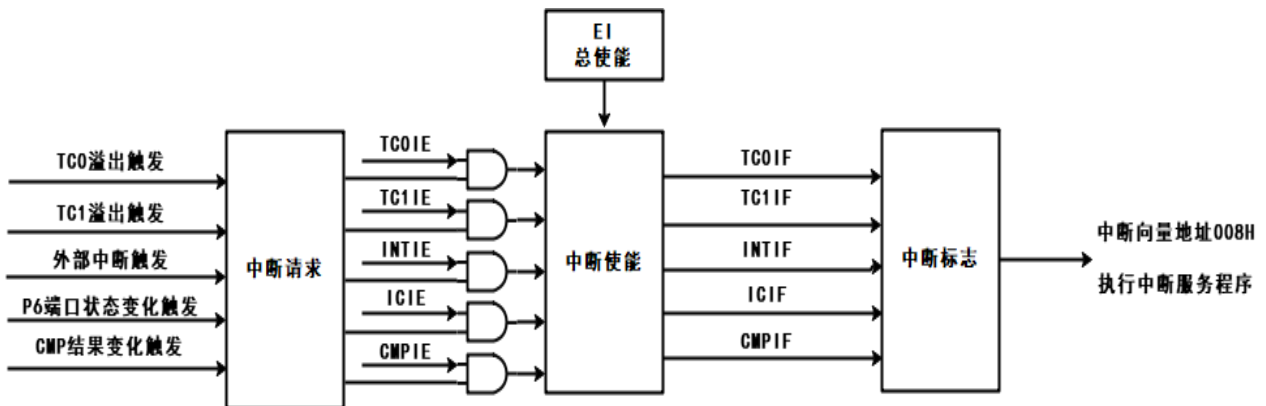 EI
总使能
TC0溢出触发
TC1溢出触发
外部中断触发
P6端口状态变化触发
CMP结果变化触发
中断请求
TC0IE
TC1IE
INTIE
ICIE
CMPIE
中断使能
TC0IF
TC1IF
INTIF
ICIF
CMPIF
中断标志
中断向量地址008H
执行中断服务程序